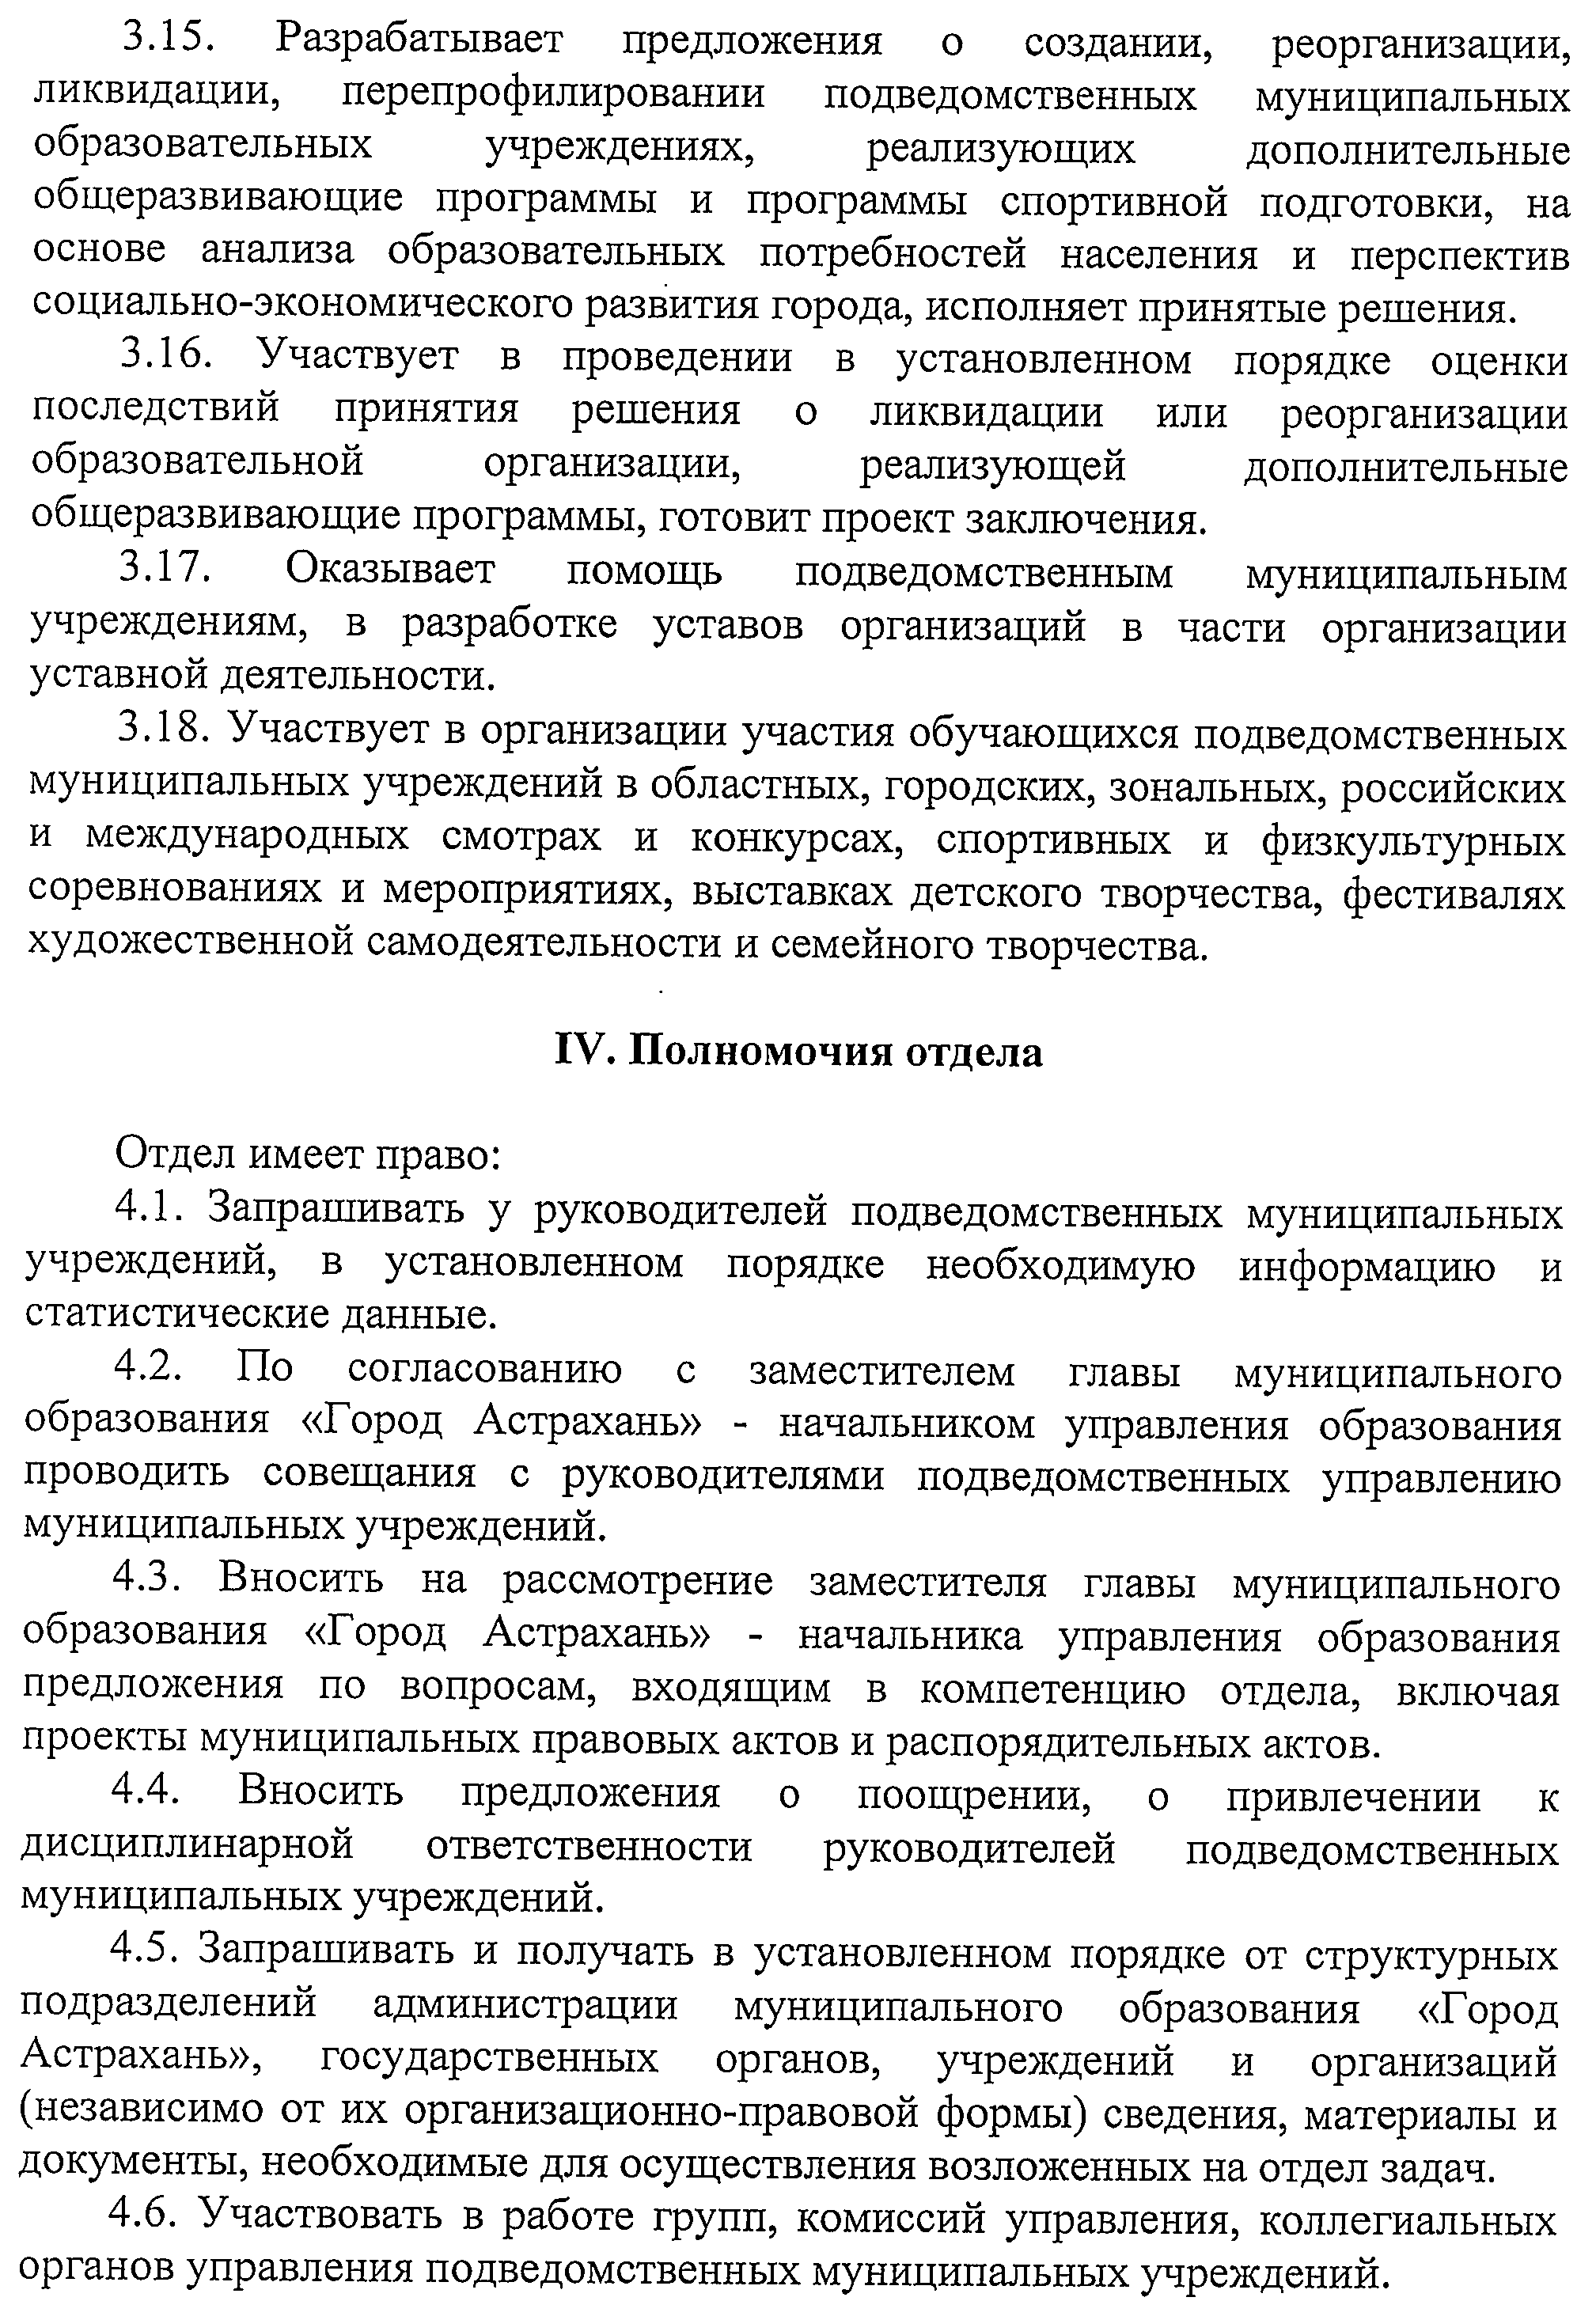 3.15. Разрабатывает предложения о создании, реорганизации,
ликвидации, перепрофилировании подведомственных муниципальных
образовательных учреждениях, реализующих дополнительные
общеразвивающие программы и программы спортивной подготовки, на
основе анализа образовательных потребностей населения и перспектив
социально-экономического развития города, исполняет принятые решения.
3.16. Участвует в проведении в установленном порядке оценки
последствий принятия решения о ликвидации или реорганизации
образовательной организации, реализующей дополнительные
общеразвивающие программы, готовит проект заключения.
3.17. Оказывает помощь подведомственным муниципальным
учреждениям, в разработке уставов организаций в части организации
уставной деятельности.
3.18. Участвует в организации участия обучающихся подведомственных
муниципальных учреждений в областных, городских, зональных, российских
и международных смотрах и конкурсах, спортивных и физкультурных
соревнованиях и мероприятиях, выставках детского творчества, фестивалях
художественной самодеятельности и семейного творчества.
IV. Полномочия отдела
Отдел имеет право:
4.1. Запрашивать у руководителей подведомственных муниципальных
учреждений, в установленном порядке необходимую информацию и
статистические данные.
4.2. По согласованию с заместителем главы муниципального
образования «Город Астрахань» - начальником управления образования
проводить совещания с руководителями подведомственных управлению
муниципальных учреждений.
4.3. Вносить на рассмотрение заместителя главы муниципального
образования «Город Астрахань» - начальника управления образования
предложения по вопросам, входящим в компетенцию отдела, включая
проекты муниципальных правовых актов и распорядительных актов.
4.4. Вносить предложения о поощрении, о привлечении к
дисциплинарной ответственности руководителей подведомственных
муниципальных учреждений.
4.5. Запрашивать и получать в установленном порядке от структурных
подразделений администрации муниципального образования «Город
Астрахань», государственных органов, учреждений и организаций
(независимо от их организационно-правовой формы) сведения, материалы и
документы, необходимые для осуществления возложенных на отдел задач.
4.6. Участвовать в работе групп, комиссий управления, коллегиальных
органов управления подведомственных муниципальных учреждений.